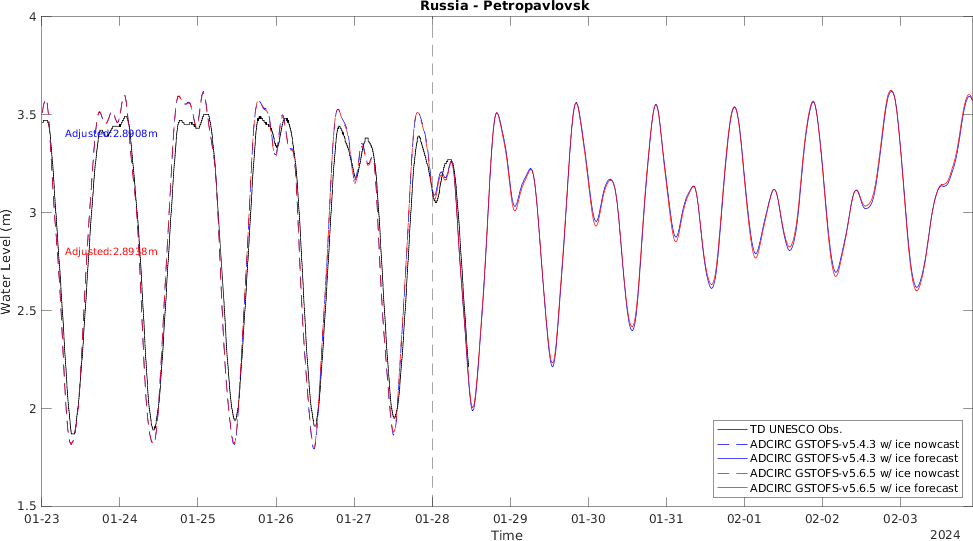 Russia - Petropavlovsk
4
3.5
3
2.5
2
1.5
Water Level (m)
Adjusted:2.8908m
Adjusted:2.8938m
TD UNESCO Obs.
ADCIRC GSTOFS-v5.4.3 w/ ice nowcast
ADCIRC GSTOFS-v5.4.3 w/ ice forecast
ADCIRC GSTOFS-v5.6.5 w/ ice nowcast
ADCIRC GSTOFS-v5.6.5 w/ ice forecast
01-23 01-24 01-25 01-26 01-27 01-28 01-29 01-30 01-31 02-01 02-02 02-03
Time
2024